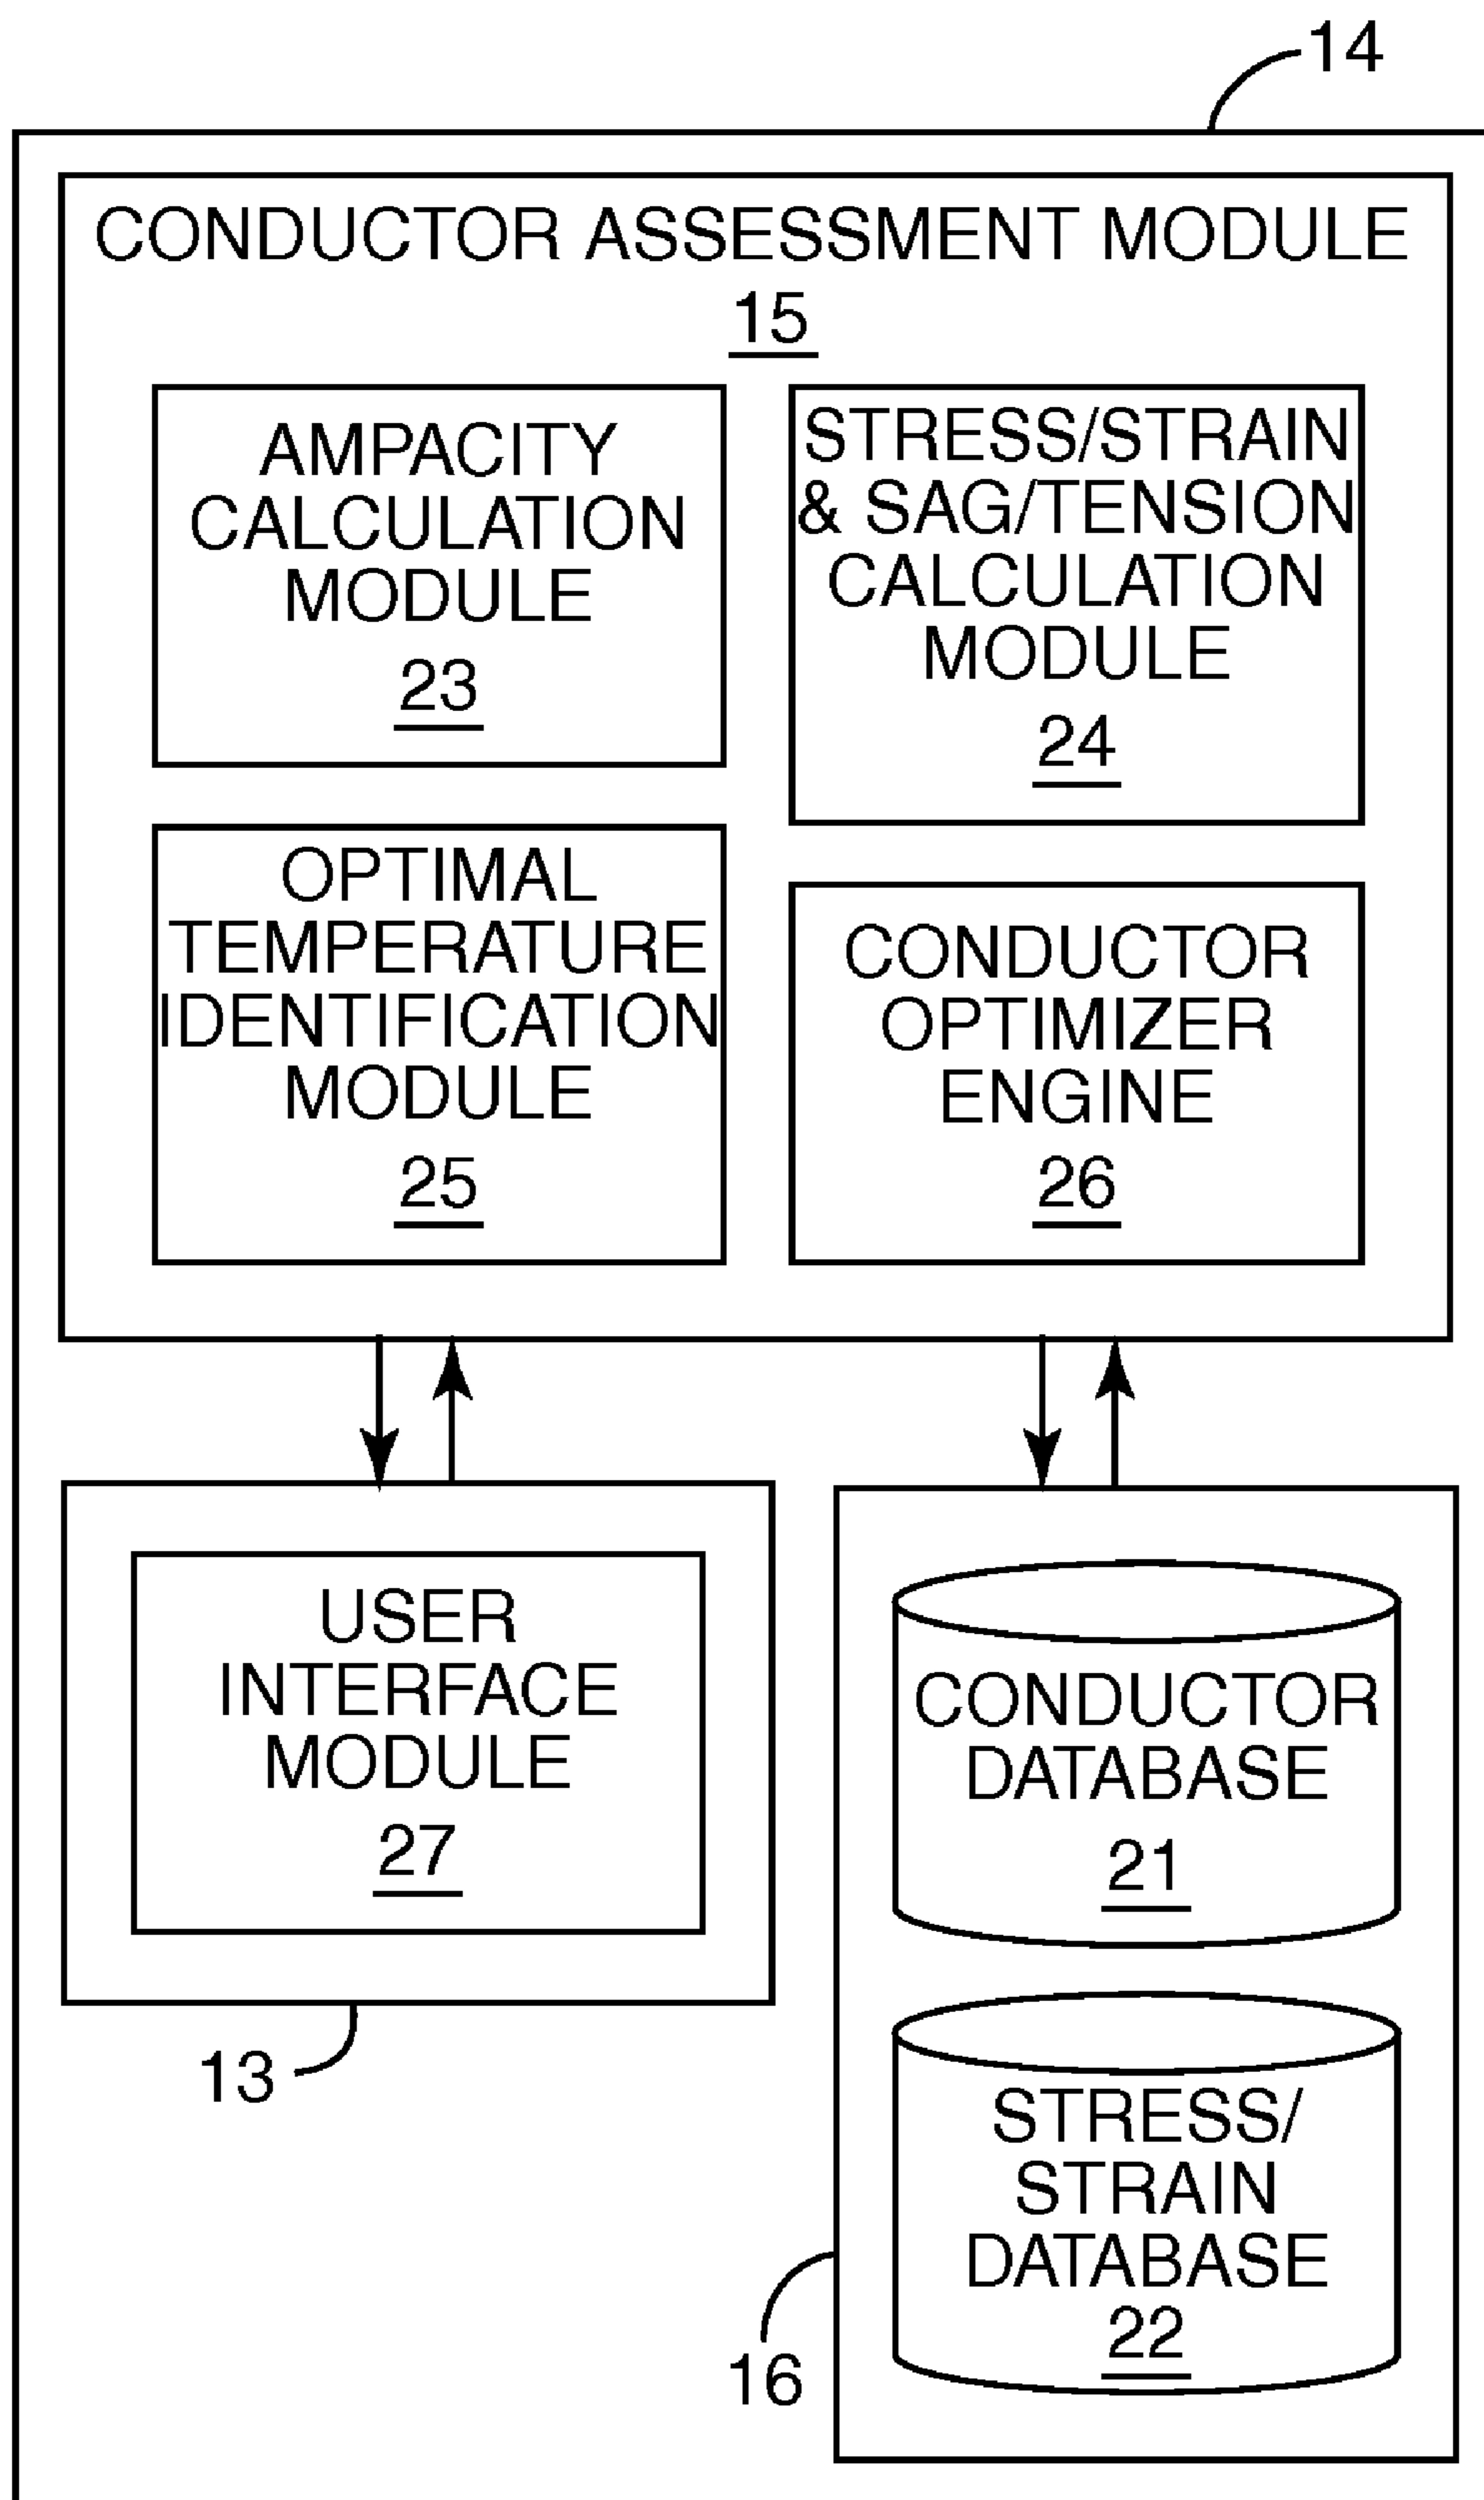 14
CONDUCTOR ASSESSMENT MODULE
15
AMPACITY
CALCULATION
MODULE
23
STRESS/STRAIN
& SAG/TENSION
CALCULATION
MODULE
24
OPTIMAL
TEMPERATURE
IDENTIFICATION
MODULE
25
CONDUCTOR
OPTIMIZER
ENGINE
26
USER
INTERFACE
MODULE
27
13
CONDUCTOR
DATABASE
21
STRESS/
STRAIN
DATABASE
22
16